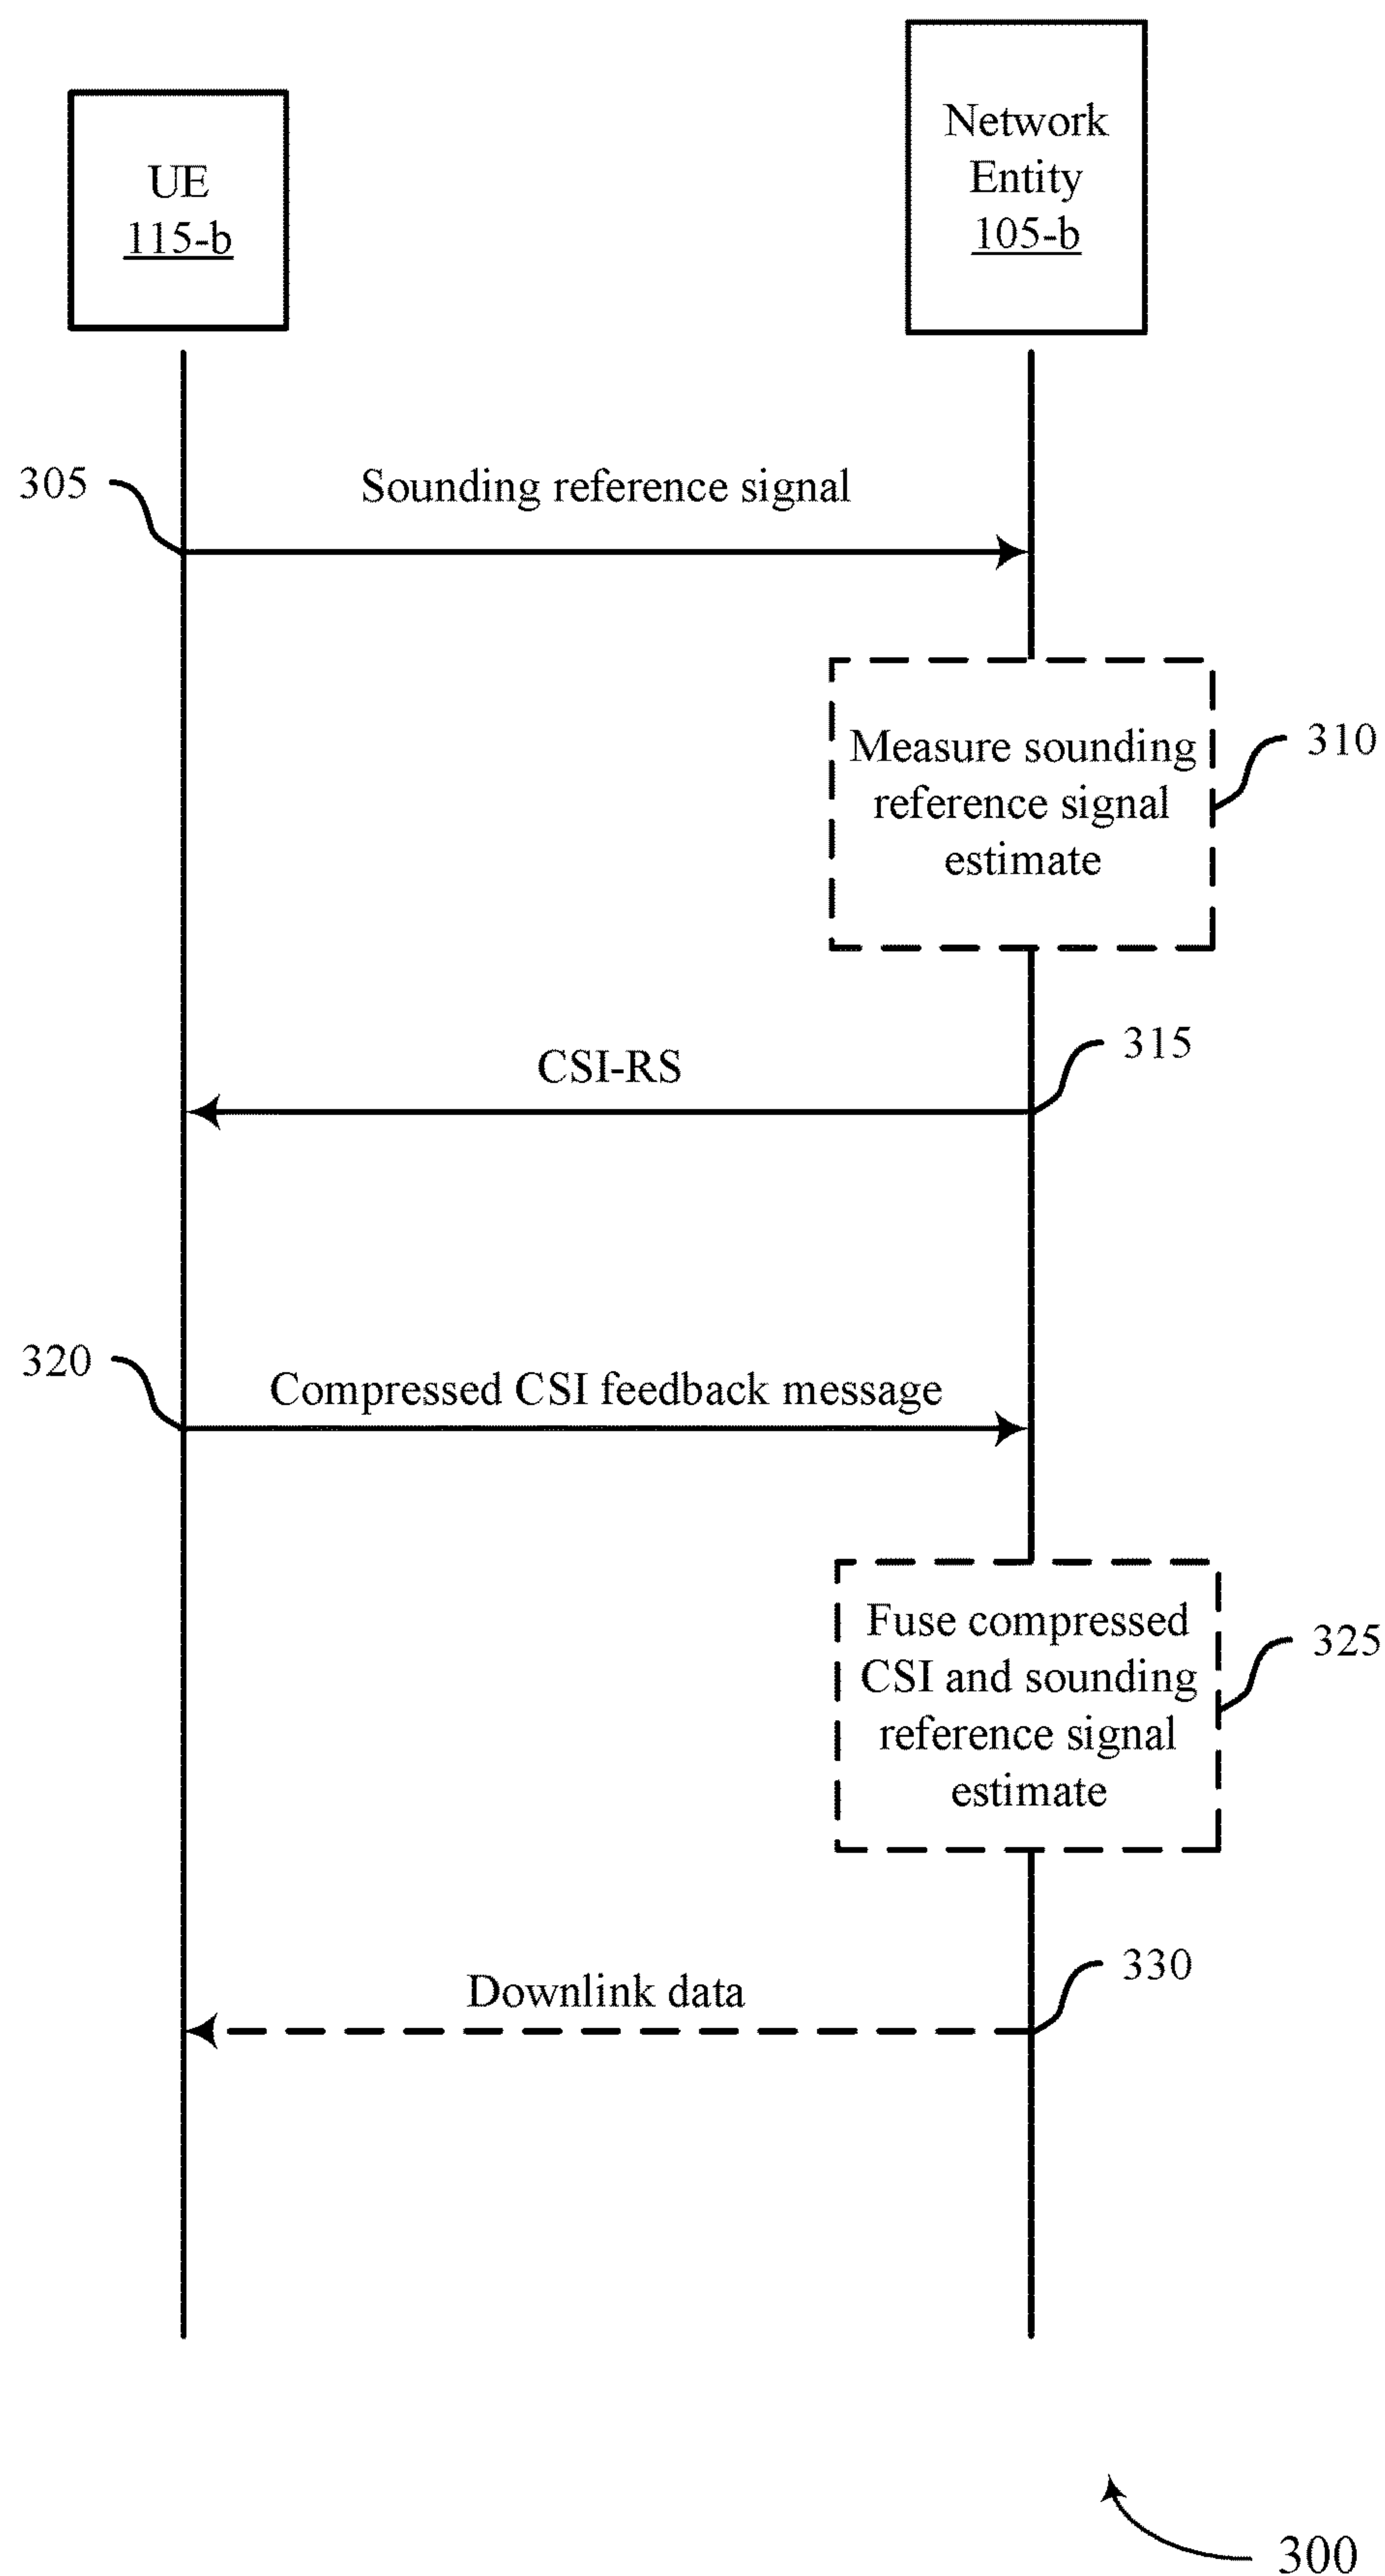 UE
115-b
Network
Entity
105-b
305
Sounding reference signal
Measure sounding
reference signal
estimate
310
315
CSI-RS
320
Compressed CSI feedback message
Fuse compressed
CSI and sounding
reference signal
estimate
325
330
Downlink data
300